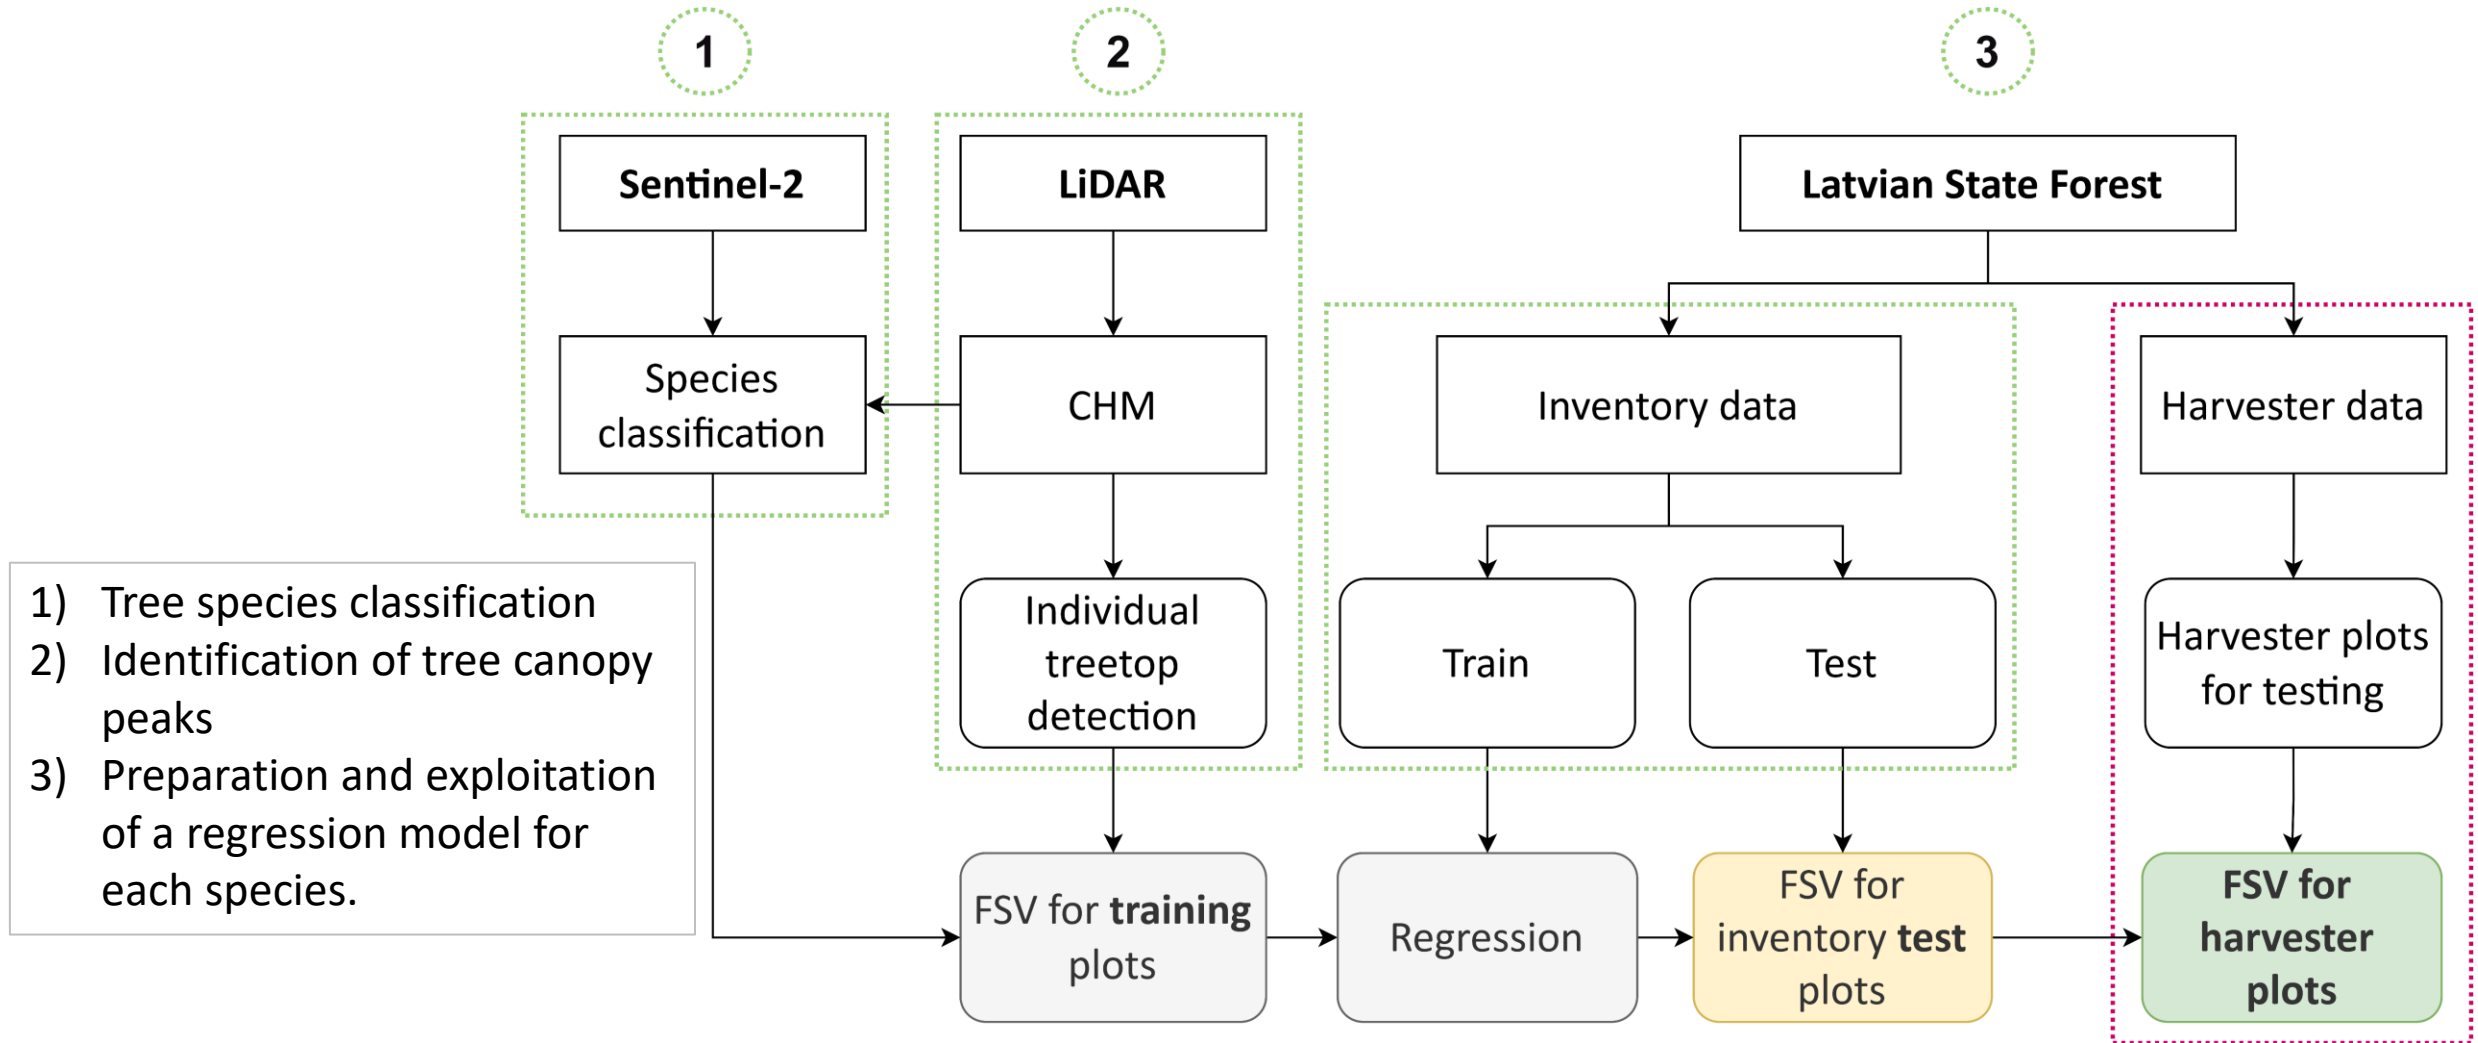 1
2
3
Sentinel-2
LiDAR
Latvian State Forest
Species
classification
CHM
Inventory data
Harvester data
Individual
treetop
detection
Train
Test
Harvester plots
for testing
1) Tree species classification
2) Identification of tree canopy
peaks
3) Preparation and exploitation
of a regression model for
each species.
FSV for training
plots
Regression
FSV for
inventory test
plots
FSV for
harvester
plots